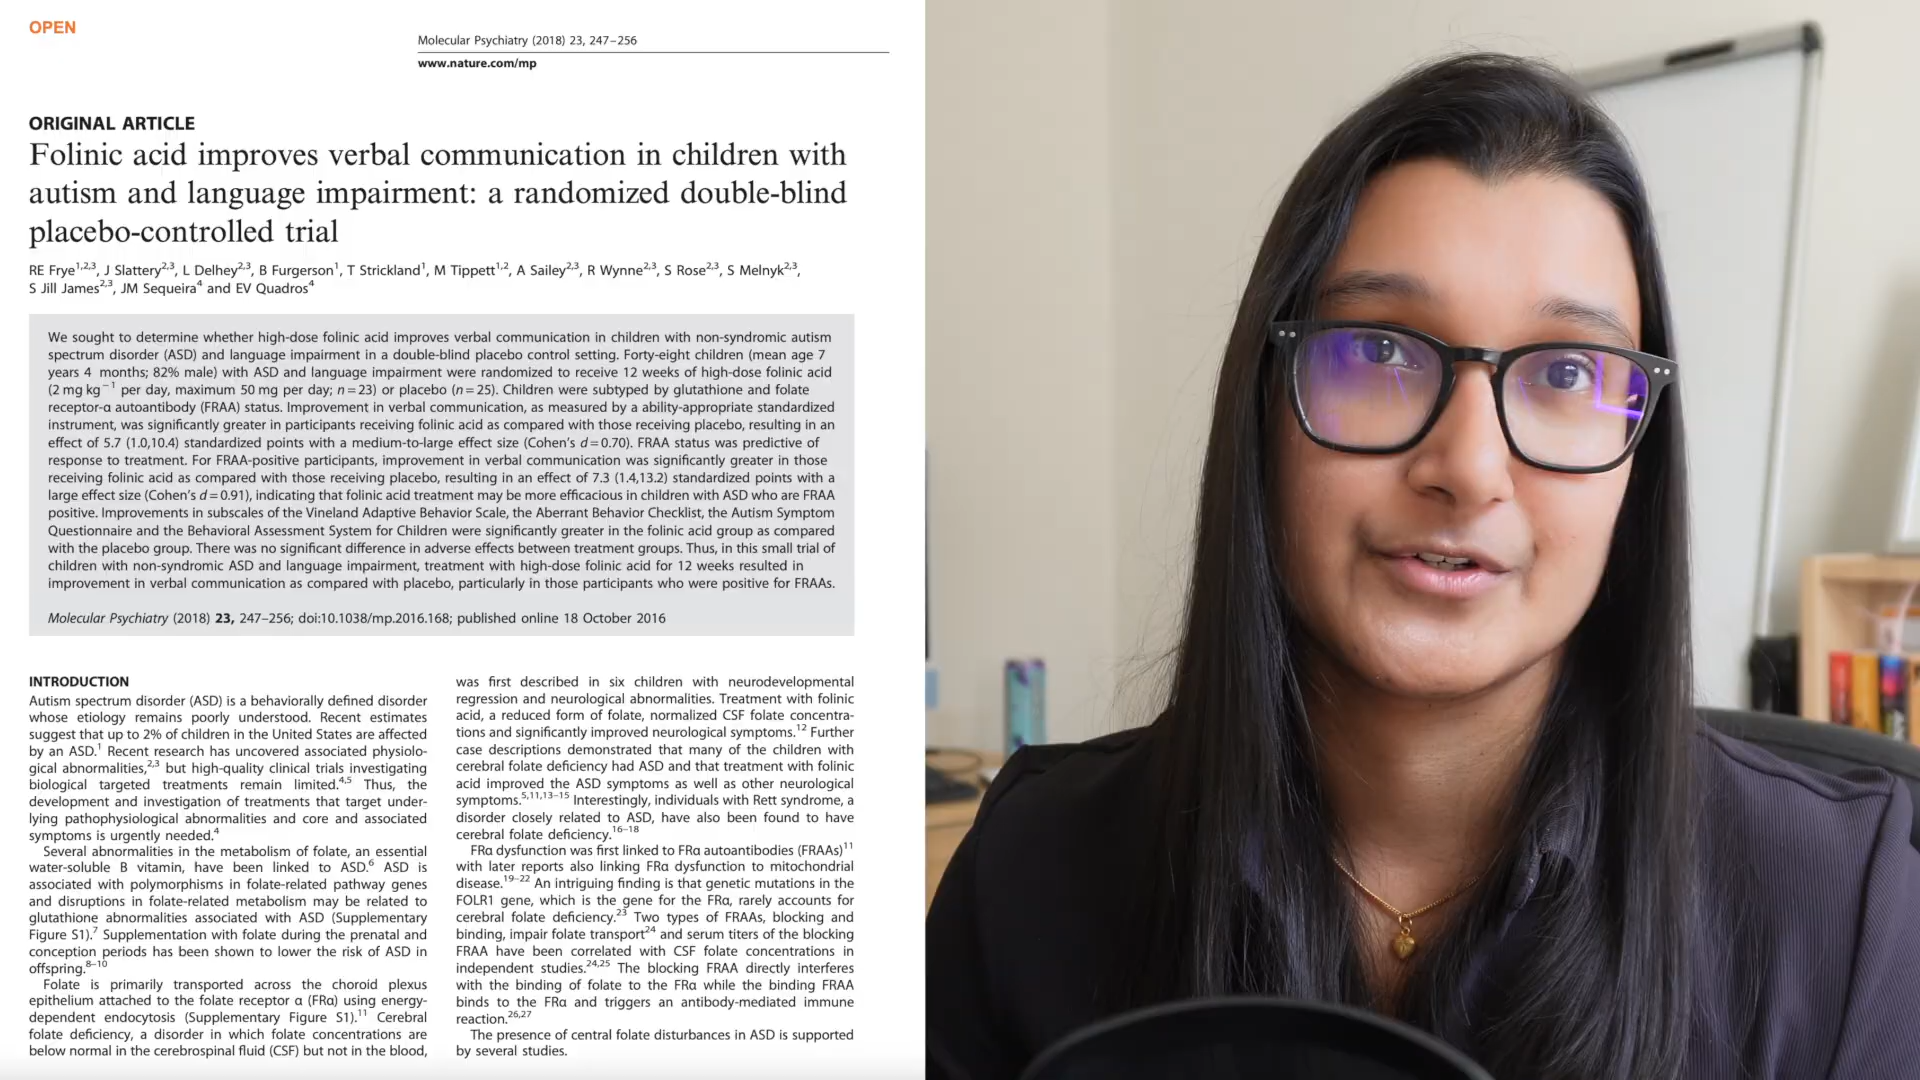 OPEN
Molecular Psychiatry (2018) 23, 247–256
www.nature.com/mp
ORIGINAL ARTICLE
Folinic acid improves verbal communication in children with
autism and language impairment: a randomized double-blind
placebo-controlled trial
RE Frye1,2,3, J Slattery2,3, L Delhey2,3, B Furgerson1, T Strickland1, M Tippett1,2, A Sailey2,3, R Wynne2,3, S Rose2,3, S Melnyk2,3,
S Jill James2,3, JM Sequeira4 and EV Quadros4
We sought to determine whether high-dose folinic acid improves verbal communication in children with non-syndromic autism
spectrum disorder (ASD) and language impairment in a double-blind placebo control setting. Forty-eight children (mean age 7
years 4 months; 82% male) with ASD and language impairment were randomized to receive 12 weeks of high-dose folinic acid
(2 mg kg−1 per day, maximum 50 mg per day; n = 23) or placebo (n = 25). Children were subtyped by glutathione and folate
receptor-α autoantibody (FRAA) status. Improvement in verbal communication, as measured by a ability-appropriate standardized
instrument, was significantly greater in participants receiving folinic acid as compared with those receiving placebo, resulting in an
effect of 5.7 (1.0,10.4) standardized points with a medium-to-large effect size (Cohen's d = 0.70). FRAA status was predictive of
response to treatment. For FRAA-positive participants, improvement in verbal communication was significantly greater in those
receiving folinic acid as compared with those receiving placebo, resulting in an effect of 7.3 (1.4,13.2) standardized points with a
large effect size (Cohen's d = 0.91), indicating that folinic acid treatment may be more efficacious in children with ASD who are FRAA
positive. Improvements in subscales of the Vineland Adaptive Behavior Scale, the Aberrant Behavior Checklist, the Autism Symptom
Questionnaire and the Behavioral Assessment System for Children were significantly greater in the folinic acid group as compared
with the placebo group. There was no significant difference in adverse effects between treatment groups. Thus, in this small trial of
children with non-syndromic ASD and language impairment, treatment with high-dose folinic acid for 12 weeks resulted in
improvement in verbal communication as compared with placebo, particularly in those participants who were positive for FRAAs.
Molecular Psychiatry (2018) 23, 247–256; doi:10.1038/mp.2016.168; published online 18 October 2016
INTRODUCTION
Autism spectrum disorder (ASD) is a behaviorally defined disorder
whose etiology remains poorly understood. Recent estimates
suggest that up to 2% of children in the United States are affected
by an ASD.1 Recent research has uncovered associated physiolo-
gical abnormalities,2,3 but high-quality clinical trials investigating
biological targeted treatments remain limited.4,5 Thus, the
development and investigation of treatments that target under-
lying pathophysiological abnormalities and core and associated
symptoms is urgently needed.4
Several abnormalities in the metabolism of folate, an essential
water-soluble B vitamin, have been linked to ASD.6 ASD is
associated with polymorphisms in folate-related pathway genes
and disruptions in folate-related metabolism may be related to
glutathione abnormalities associated with ASD (Supplementary
Figure S1).7 Supplementation with folate during the prenatal and
conception periods has been shown to lower the risk of ASD in
offspring.8–10
Folate is primarily transported across the choroid plexus
epithelium attached to the folate receptor α (FRα) using energy-
dependent endocytosis (Supplementary Figure S1).11 Cerebral
folate deficiency, a disorder in which folate concentrations are
below normal in the cerebrospinal fluid (CSF) but not in the blood,
was first described in six children with neurodevelopmental
regression and neurological abnormalities. Treatment with folinic
acid, a reduced form of folate, normalized CSF folate concentra-
tions and significantly improved neurological symptoms.12 Further
case descriptions demonstrated that many of the children with
cerebral folate deficiency had ASD and that treatment with folinic
acid improved the ASD symptoms as well as other neurological
symptoms.5,11,13–15 Interestingly, individuals with Rett syndrome, a
disorder closely related to ASD, have also been found to have
cerebral folate deficiency.16–18
FRα dysfunction was first linked to FRα autoantibodies (FRAAs)11
with later reports also linking FRα dysfunction to mitochondrial
disease.19–22 An intriguing finding is that genetic mutations in the
FOLR1 gene, which is the gene for the FRα, rarely accounts for
cerebral folate deficiency.23 Two types of FRAAs, blocking and
binding, impair folate transport24 and serum titers of the blocking
FRAA have been correlated with CSF folate concentrations in
independent studies.24,25 The blocking FRAA directly interferes
with the binding of folate to the FRα while the binding FRAA
binds to the FRα and triggers an antibody-mediated immune
reaction.26,27
The presence of central folate disturbances in ASD is supported
by several studies.